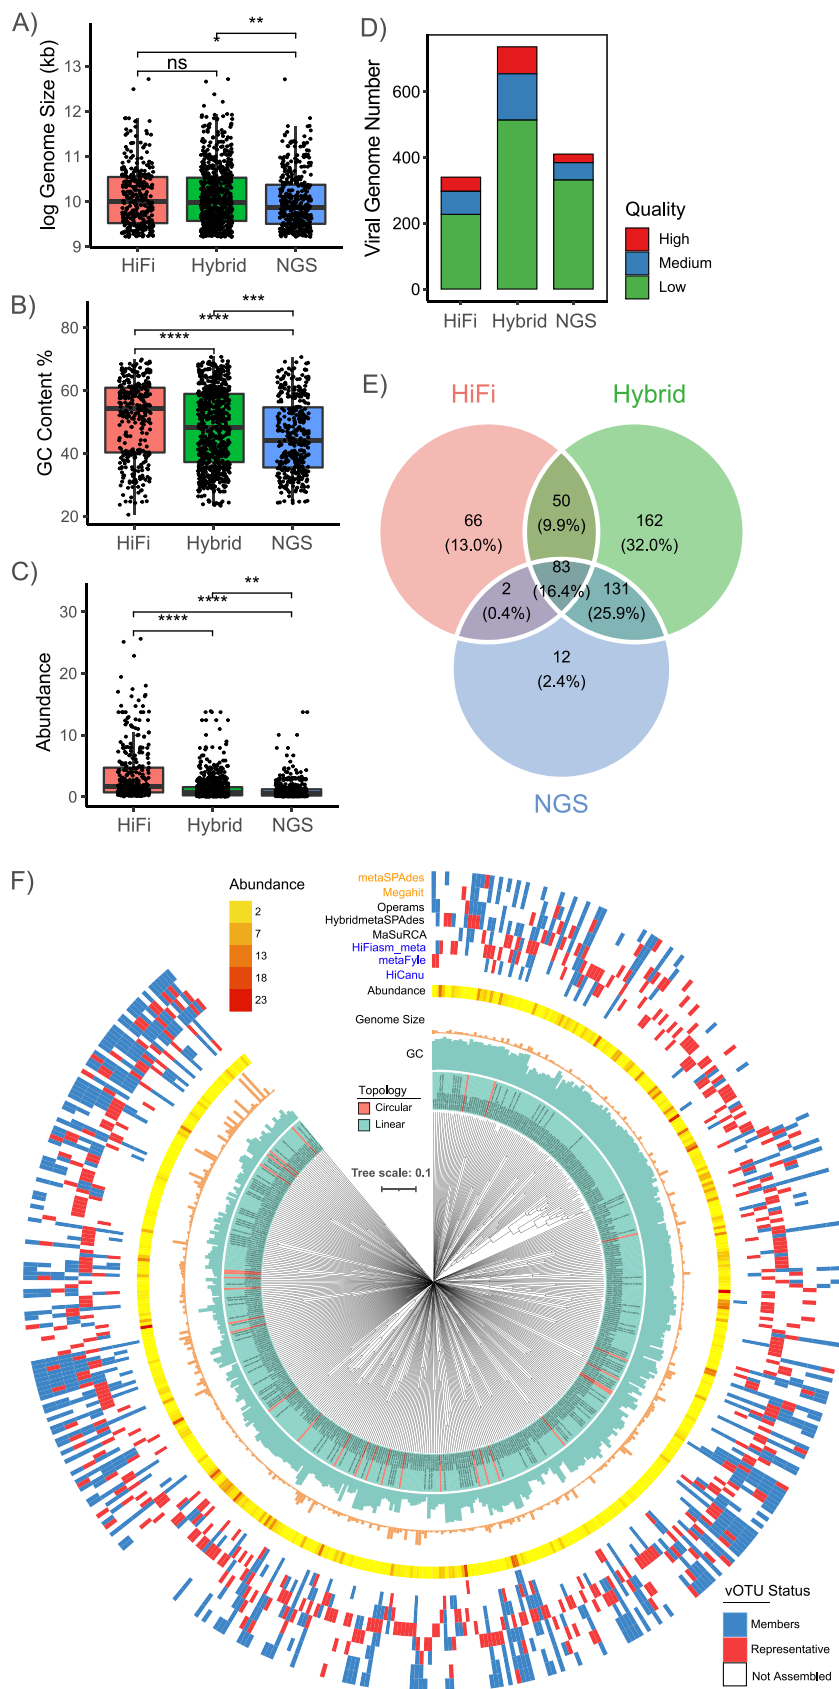 A)
log Genome Size (kb)
13
12
11
10
9
**
*
ns
HiFi
Hybrid
NGS
B)
GC Content %
80
60
40
20
***
****
****
HiFi
Hybrid
NGS
C)
Abundance
30
20
10
0
**
****
****
HiFi
Hybrid
NGS
D)
Viral Genome Number
600
400
200
0
HiFi
Hybrid
NGS
Quality
High
Medium
Low
E)
HiFi
Hybrid
50
(9.9%)
66
(13.0%)
162
(32.0%)
83
(16.4%)
2
(0.4%)
131
(25.9%)
12
(2.4%)
NGS
F)
Abundance
2
7
13
18
23
metaSPAdes
Megahit
Operams
HybridmetaSPAdes
MaSuRCA
HiFiasm_meta
metaFyle
HiCanu
Abundance
Genome Size
GC
Topology
Circular
Linear
Tree scale: 0.1
vOTU Status
Members
Representative
Not Assembled